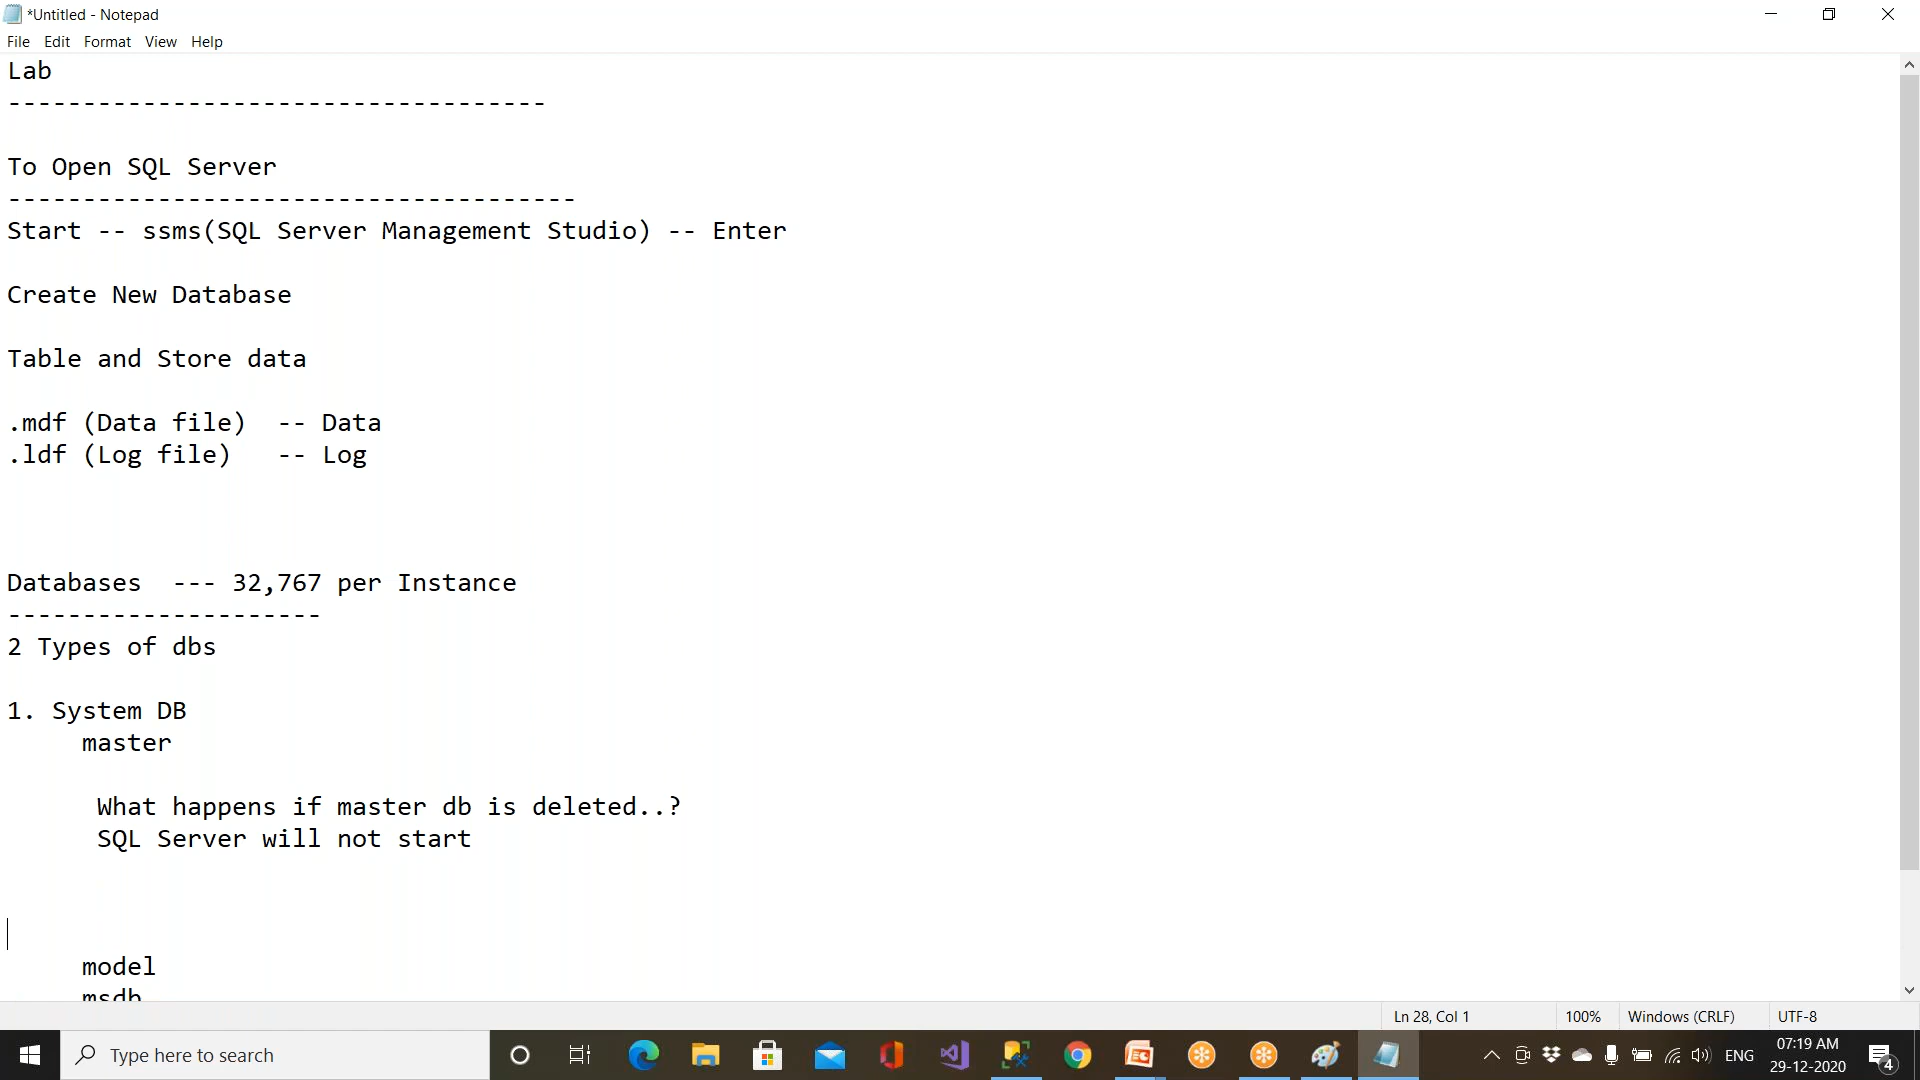 *Untitled - Notepad
File Edit Format View Help
Lab
------------------------------------
To Open SQL Server
--------------------------------------
Start -- ssms(SQL Server Management Studio) -- Enter
Create New Database
Table and Store data
.mdf (Data file)  -- Data
.ldf (Log file)   -- Log
Databases  --- 32,767 per Instance
---------------------
2 Types of dbs
1. System DB
master
What happens if master db is deleted..?
SQL Server will not start
model
msdb
Ln 28, Col 1 100% Windows (CRLF) UTF-8
Type here to search
ENG
07:19 AM
29-12-2020
4